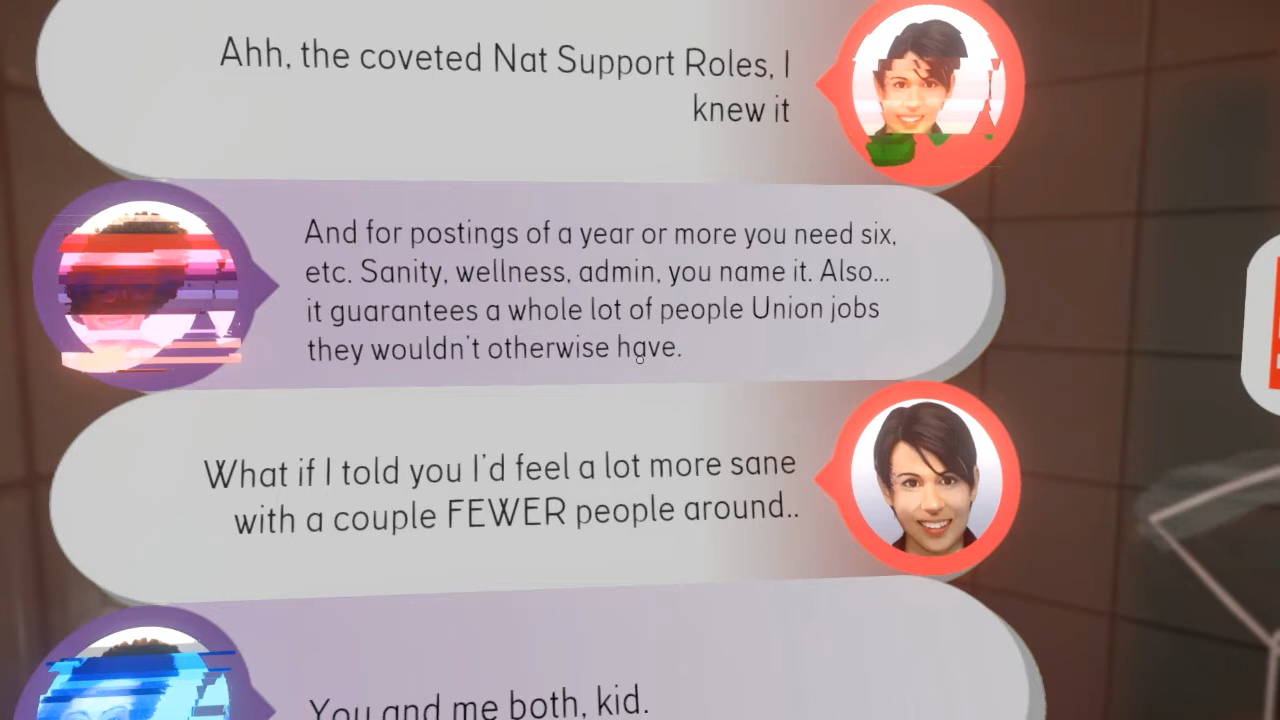 Ahh, the coveted Nat Support Roles, I
knew it
And for postings of a year or more you need six,
etc. Sanity, wellness, admin, you name it. Also...
it guarantees a whole lot of people Union jobs
they wouldn't otherwise have.
What if I told you I'd feel a lot more sane
with a couple FEWER people around..
You and me both, kid.